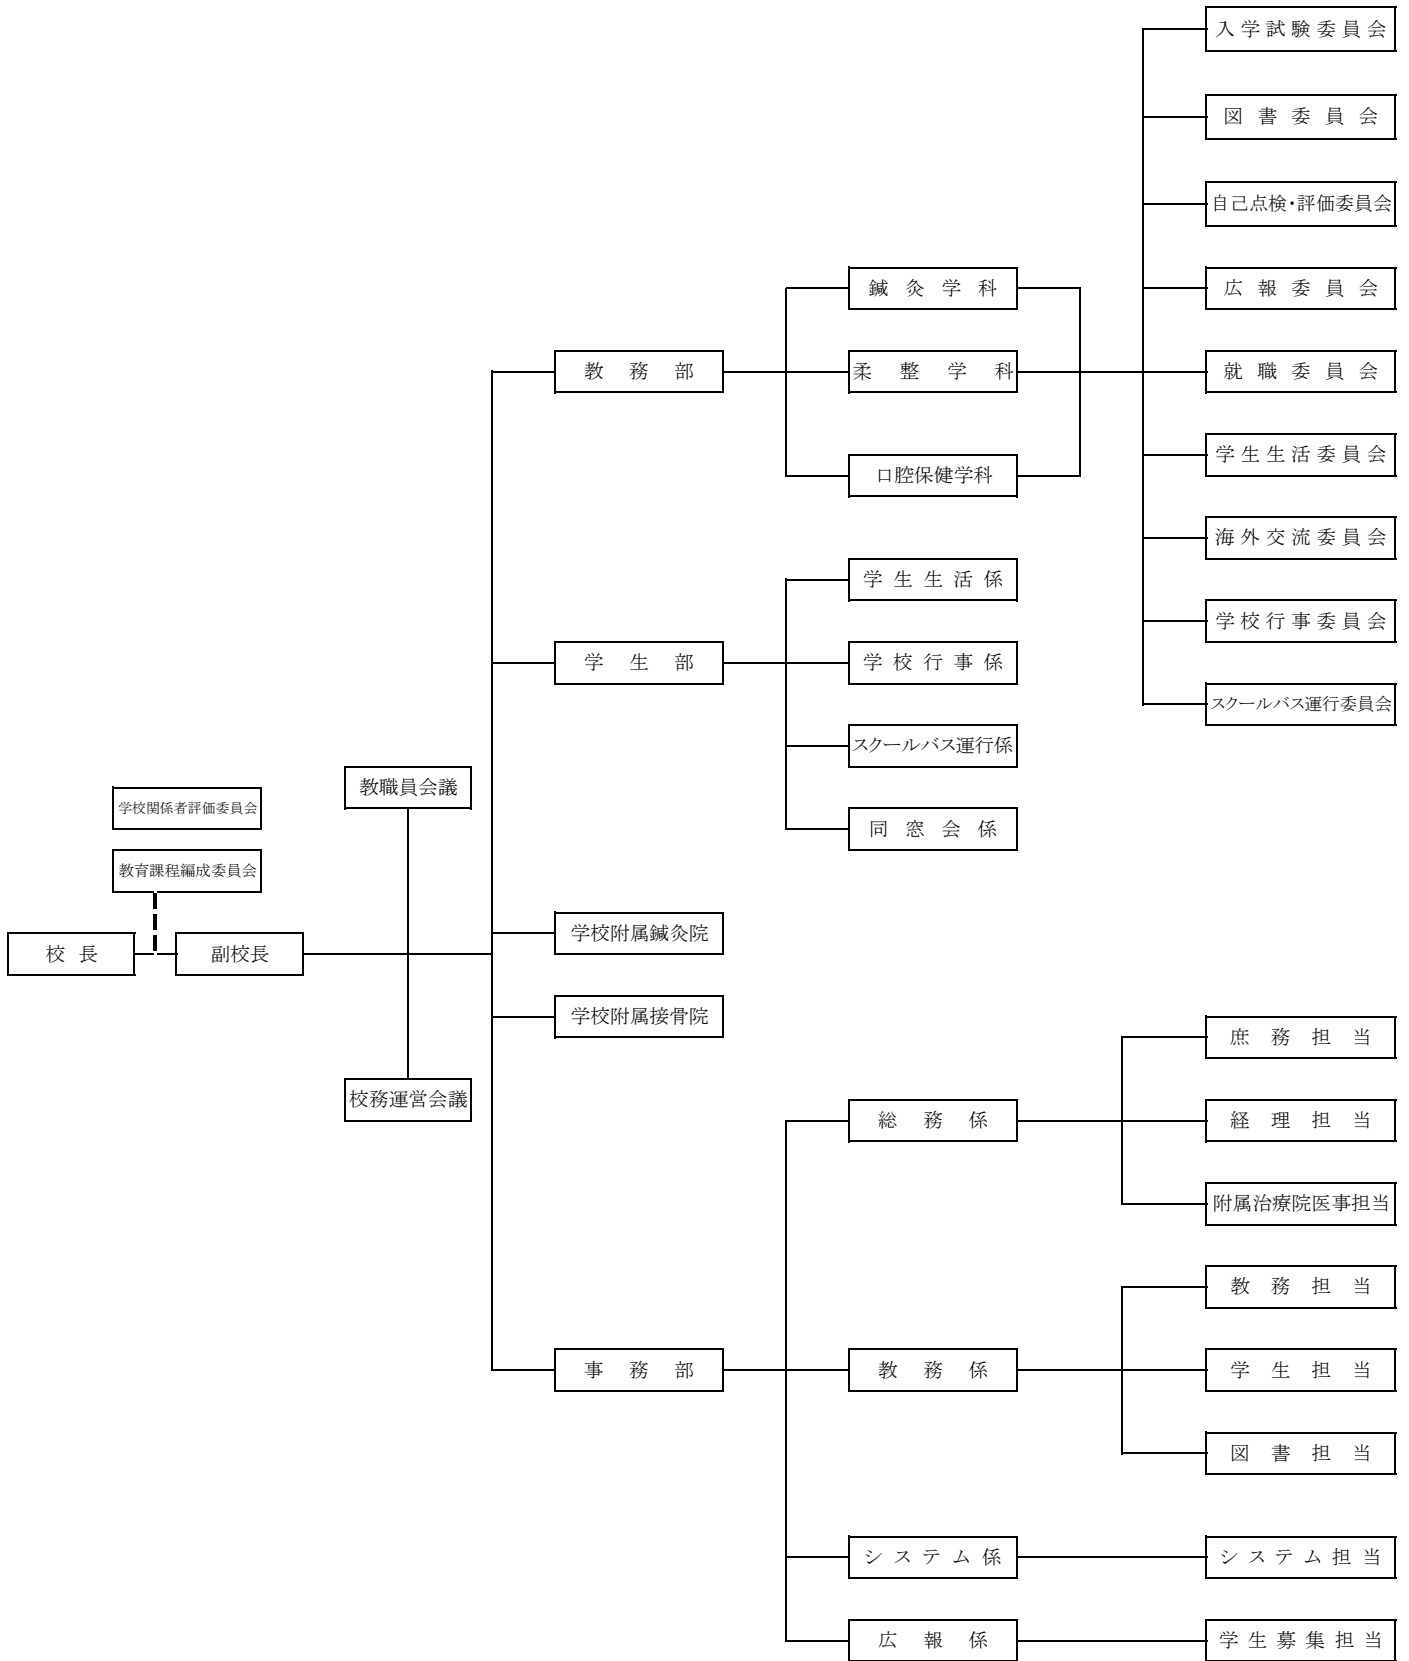 入学試験委員会
図書委員会
自己点検・評価委員会
広報委員会
就職委員会
学生生活委員会
海外交流委員会
学校行事委員会
スクールバス運行委員会
鍼灸学科
柔整学科
口腔保健学科
教務部
学生生活係
学校行事係
スクールバス運行係
同窓会係
学生部
教職員会議
学校関係者評価委員会
教育課程編成委員会
校長
副校長
学校附属鍼灸院
学校附属接骨院
校務運営会議
庶務担当
経理担当
附属治療院医事担当
総務係
教務担当
学生担当
図書担当
事務部
教務係
システム係
システム担当
広報係
学生募集担当